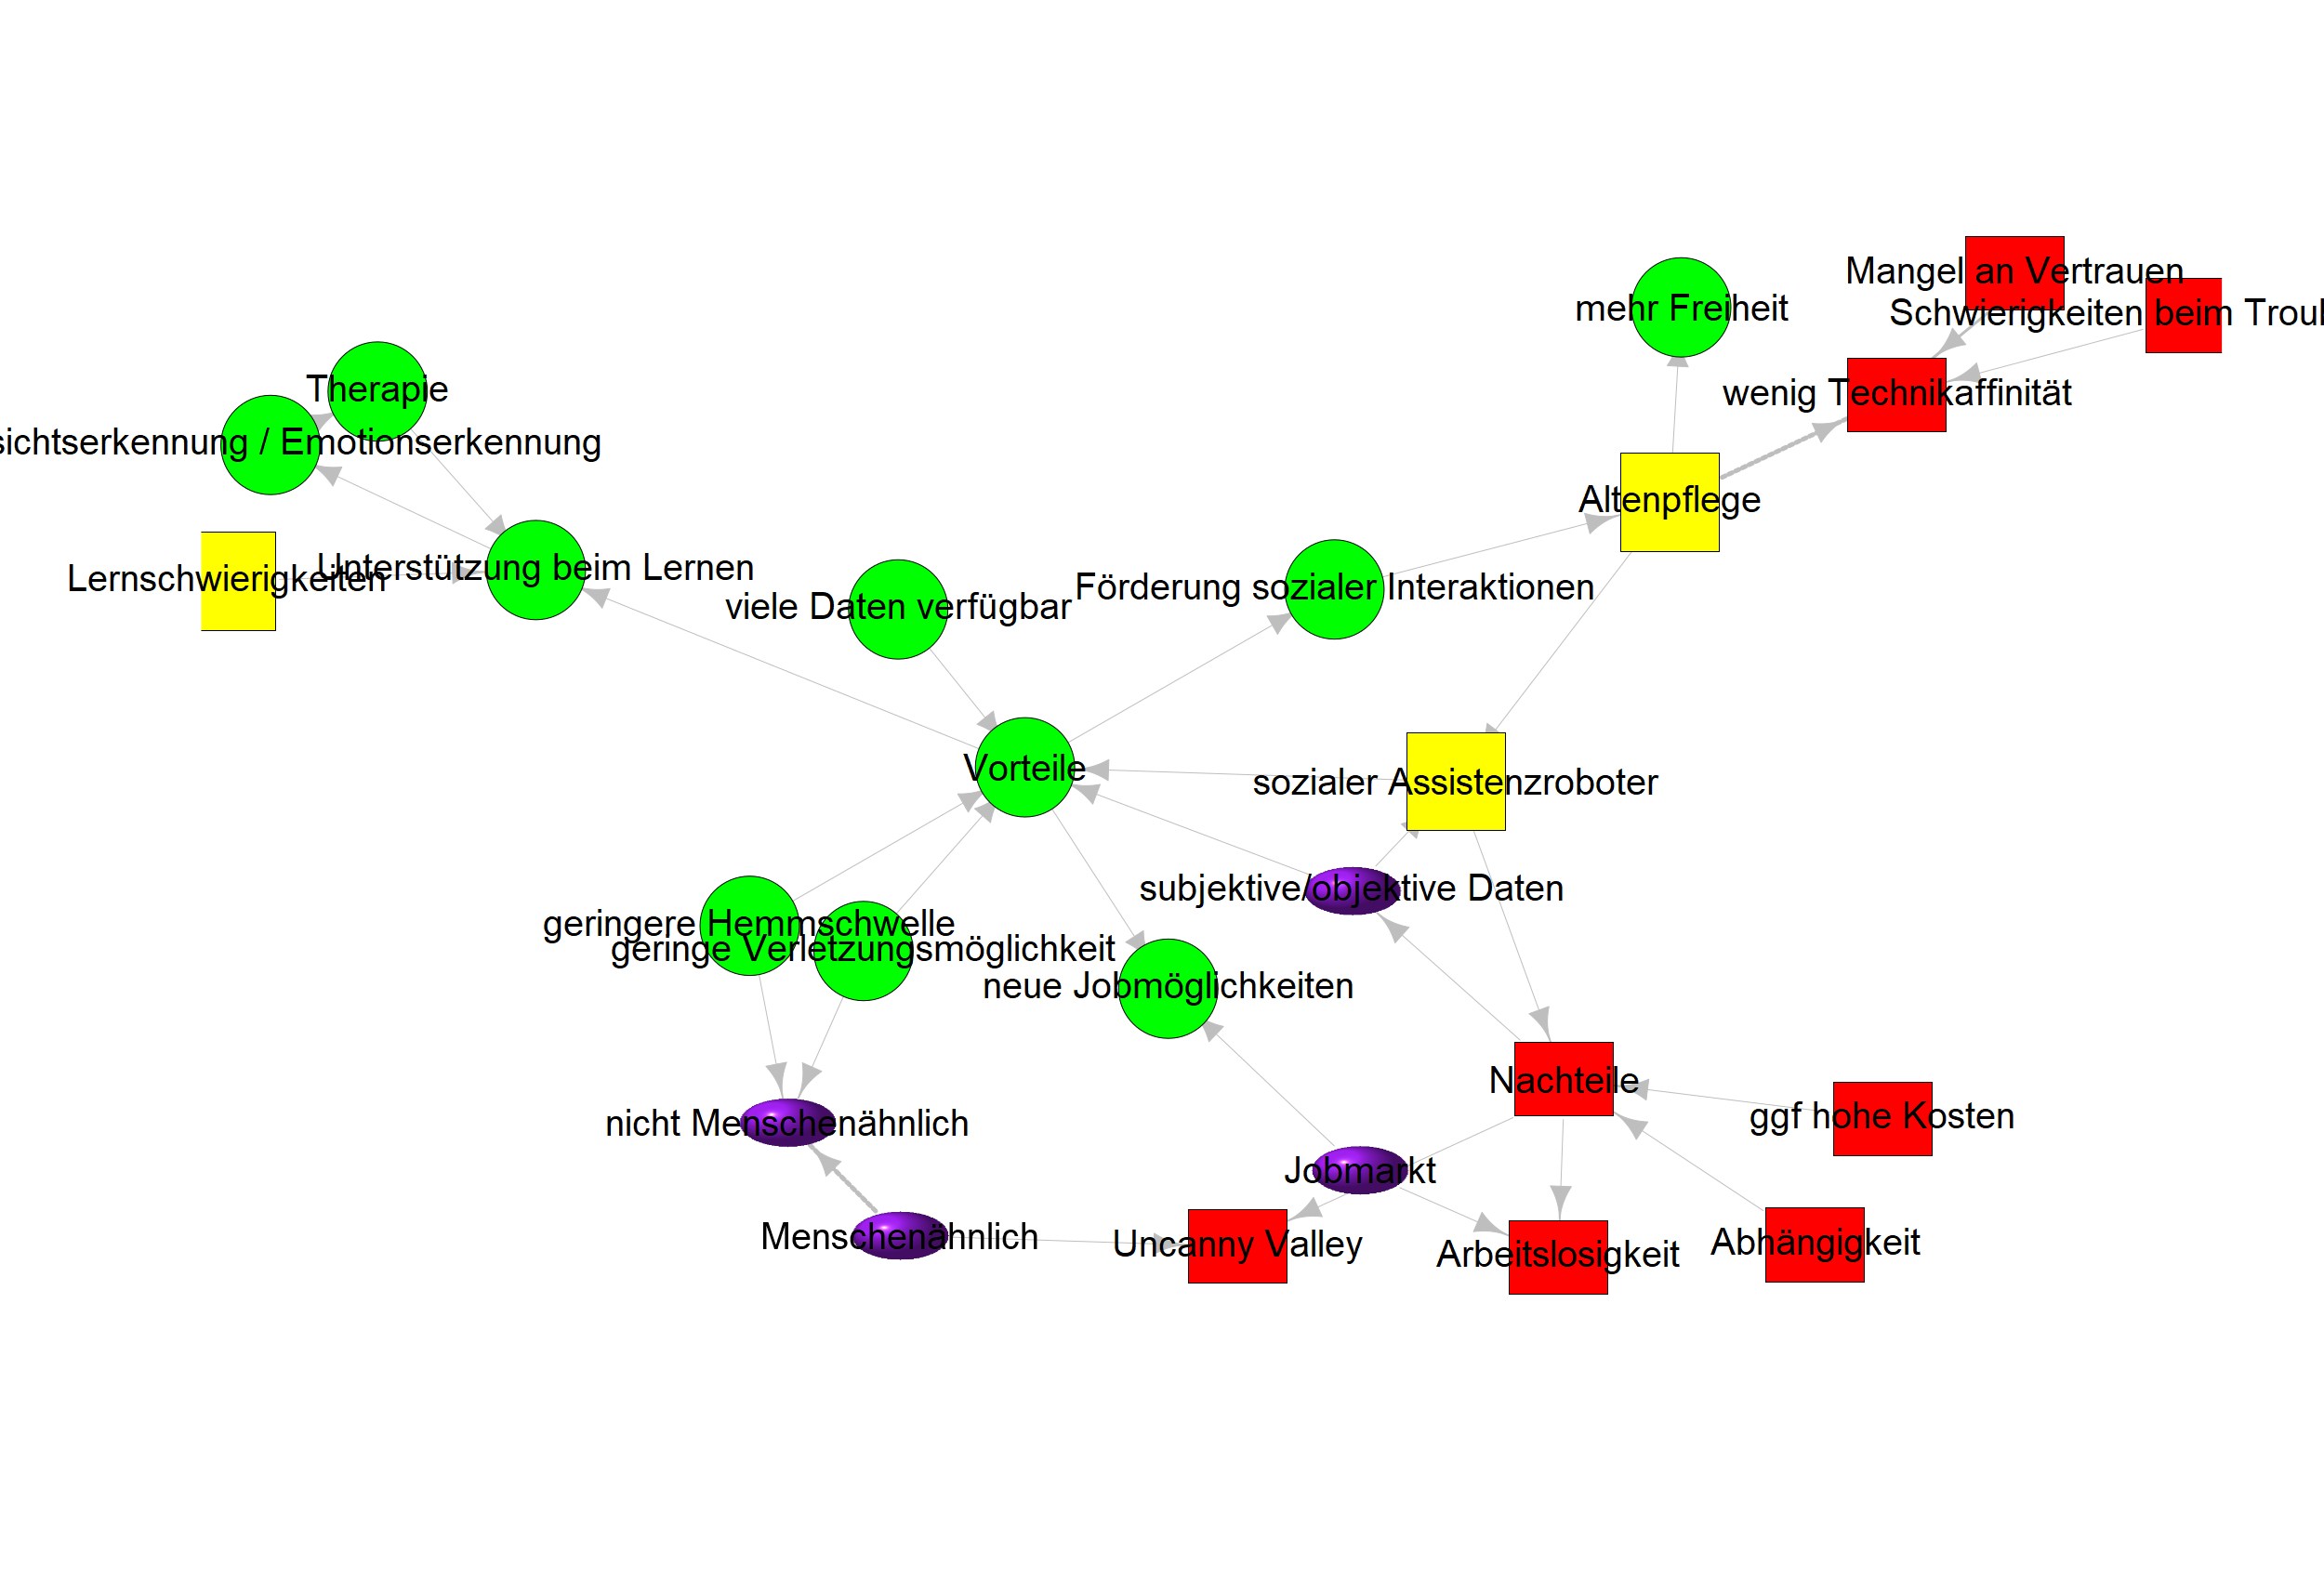 Mangel an Vertrauen
mehr Freiheit
Schwierigkeiten beim
Therapie
wenig Technikaffinität
/ Emotionserkennung
Altenpflege
Unterstützung beim Lernen
Lernschwierigkeiten
Förderung sozialer Interaktionen
viele Daten verfügbar
Vorteile
sozialer Assistenzroboter
subjektive/objektive Daten
geringere Hemmschwelle
geringe Verletzungsmöglichkeit
neue Jobmöglichkeiten
Nachteile
ggf hohe Kosten
nicht Menschenähnlich
Jobmarkt
Menschenähnlich
Uncanny Valley
Abhängigkeit
Arbeitslosigkeit